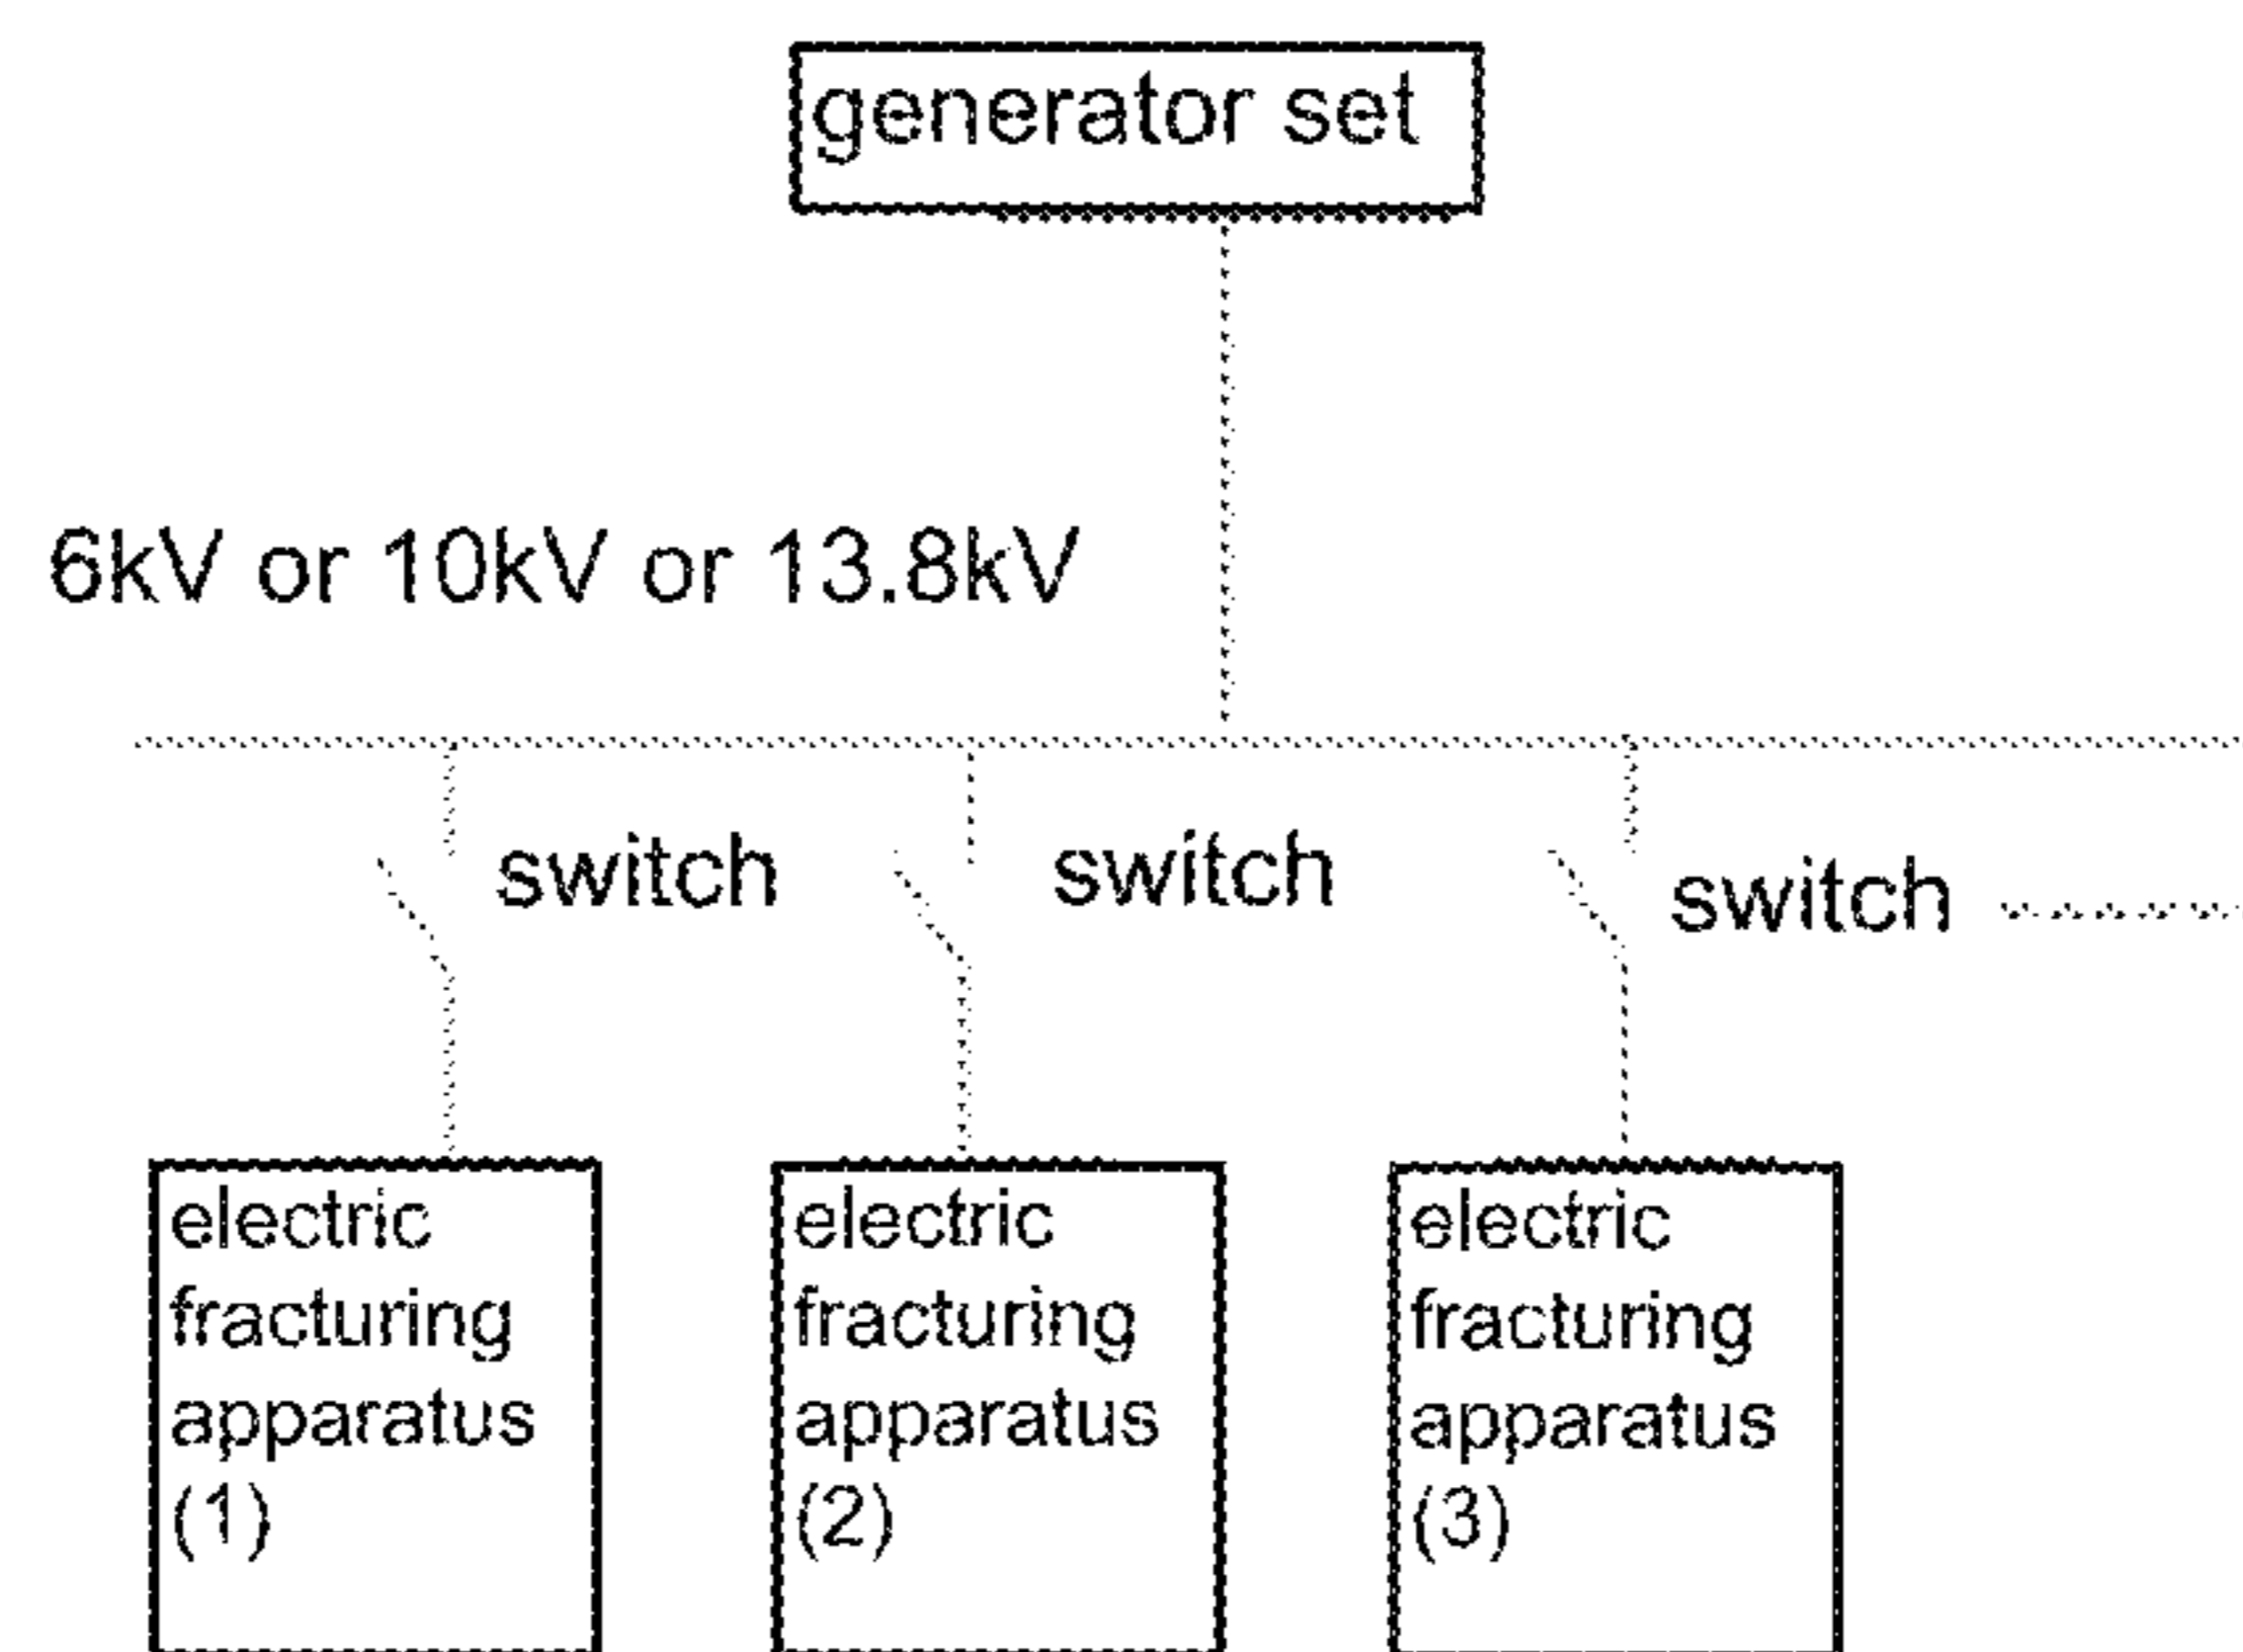 generator set
6kV or 10kV or 13.8kV
switch
switch
switch
electric
fracturing
apparatus
(1)
electric
fracturing
apparatus
(2)
electric
fracturing
apparatus
(3)